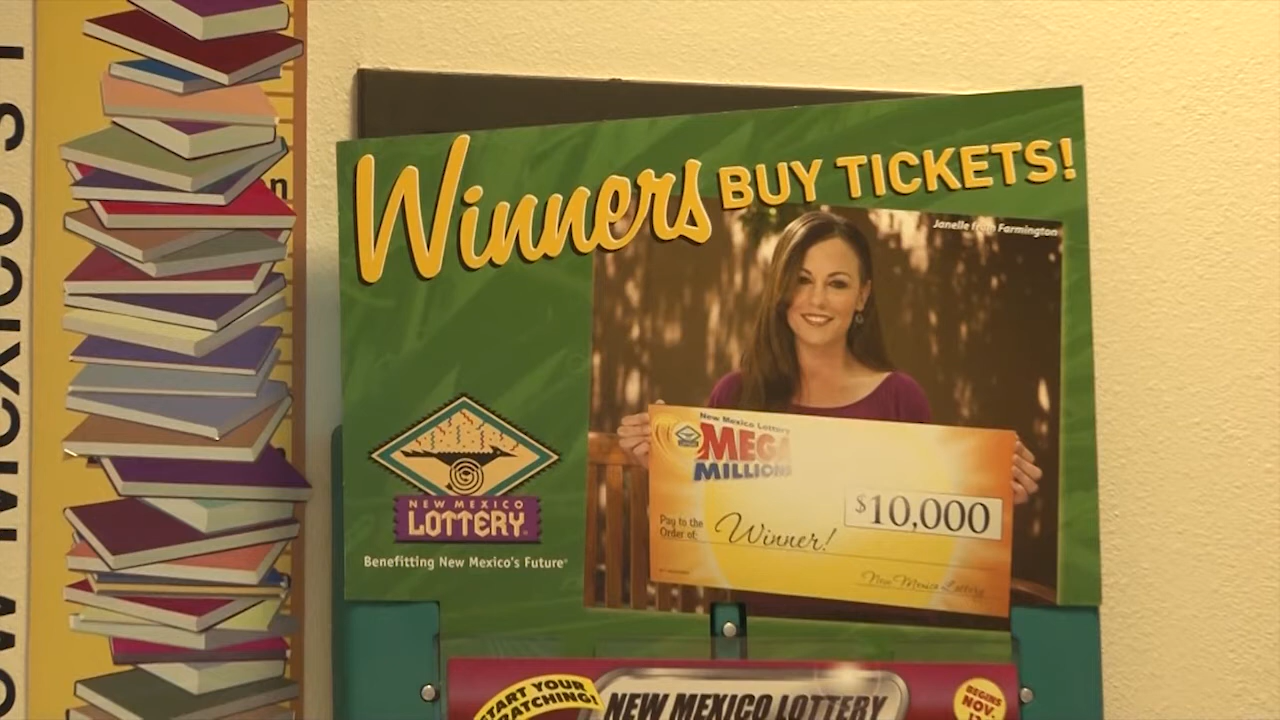 Winners BUY TICKETS!
Janelle from Farmington
New Mexico Lottery
MEGA
MILLIONS
$10,000
Pay to the
Order of:
Winner!
New Mexico Lottery
NEW MEXICO
LOTTERY
Benefitting New Mexico's Future
START YOUR
SCRATCHING!
NEW MEXICO LOTTERY
BEGINS
NOV.